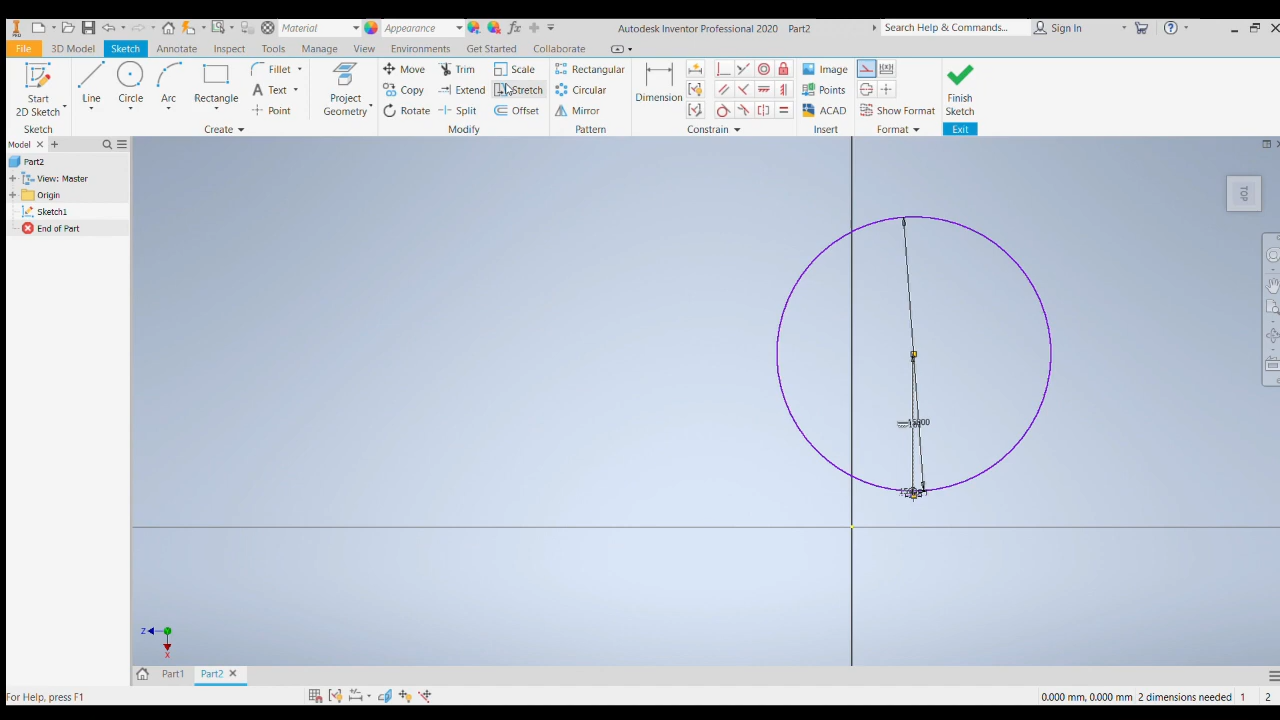 Material
Appearance
Autodesk Inventor Professional 2020 Part2
Search Help & Commands...
Sign In
File
3D Model
Sketch
Annotate
Inspect
Tools
Manage
View
Environments
Get Started
Collaborate
Start
2D Sketch
Line
Circle
Arc
Rectangle
Fillet
Text
Point
Project
Geometry
Move
Copy
Rotate
Trim
Extend
Split
Scale
Stretch
Offset
Rectangular
Circular
Mirror
Dimension
Image
Points
ACAD
Show Format
Finish
Sketch
Sketch
Create
Modify
Pattern
Constrain
Insert
Format
Exit
Model
Part2
View: Master
Origin
Sketch1
End of Part
TOP
Z
X
Part1
Part2
For Help, press F1
0.000 mm, 0.000 mm 2 dimensions needed 1 2